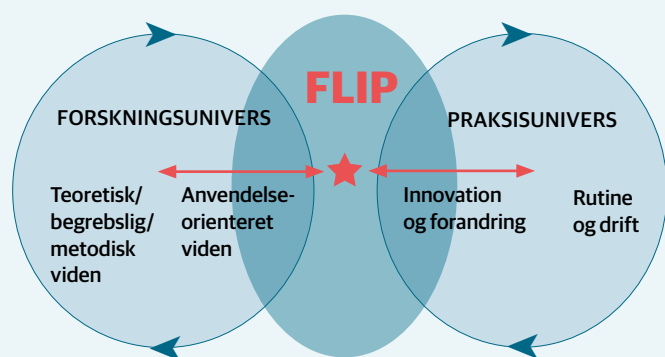 FLIP
FORSKNINGSUNIVERS
PRAKSISUNIVERS
Teoretisk/
begrebslig/
metodisk
viden
Anvendelse-
orienteret
viden
Innovation
og forandring
Rutine
og drift